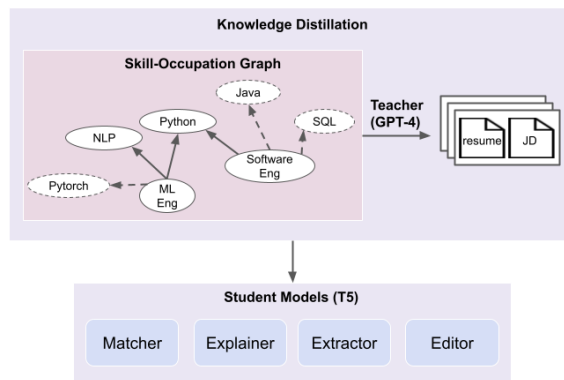 Knowledge Distillation
Skill-Occupation Graph
Java
Teacher
(GPT-4)
Python
SQL
NLP
resume
JD
Software
Eng
Pytorch
ML
Eng
Student Models (T5)
Matcher
Explainer
Extractor
Editor